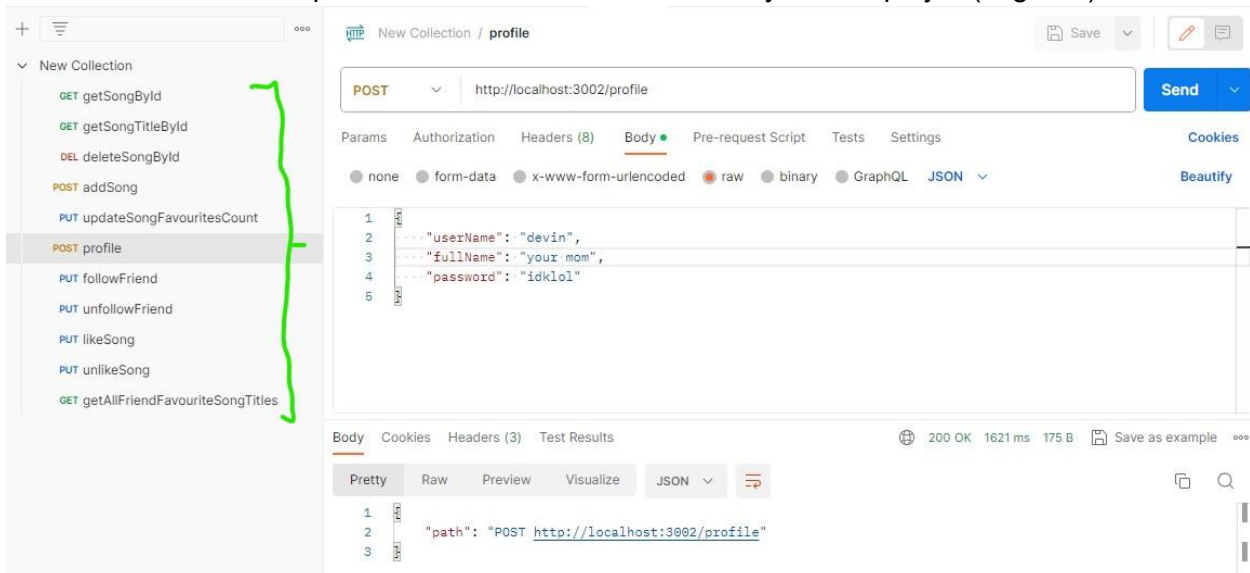 New Collection / profile
Save
New Collection
GET getSongById
GET getSongTitleById
DEL deleteSongById
POST addSong
PUT updateSongFavouritesCount
POST profile
PUT followFriend
PUT unfollowFriend
PUT likeSong
PUT unlikeSong
GET getAllFriendFavouriteSongTitles
HTTP
POST http://localhost:3002/profile Send
Params Authorization Headers (8) Body Pre-request Script Tests Settings Cookies
none form-data x-www-form-urlencoded raw binary GraphQL JSON Beautify
1 {
2 "userName": "devin",
3 "fullName": "your mom",
4 "password": "idklol"
5 }
Body Cookies Headers (3) Test Results 200 OK 1621 ms 175 B Save as example
Pretty Raw Preview Visualize JSON
1 {
2 "path": "POST http://localhost:3002/profile"
3 }